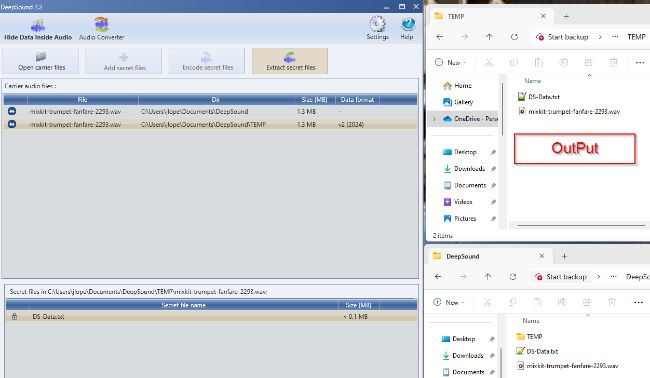 DeepSound 2.2
Hide Data Inside Audio
Audio Converter
Settings
Help
Open carrier files
Add secret files
Encode secret files
Extract secret files
Carrier audio files :
File Dir Size (MB) Data format
mixkit-trumpet-fanfare-2293.wav C:\Users\jlope\Documents\DeepSound 1.3 MB -
mixkit-trumpet-fanfare-2293.wav C:\Users\jlope\Documents\DeepSound\TEMP 1.3 MB v2 (2024)
Secret files in C:\Users\jlope\Documents\DeepSound\TEMP\mixkit-trumpet-fanfare-2293.wav:
Secret file name Size (MB)
DS-Data.txt < 0.1 MB
TEMP
Start backup
TEMP
New
Name
Home
Gallery
OneDrive - Pers
Desktop
Downloads
Documents
Videos
Pictures
DS-Data.txt
mixkit-trumpet-fanfare-2293.wav
OutPut
2 items
DeepSound
Start backup
DeepSo
New
Name
Desktop
Downloads
Documents
TEMP
DS-Data.txt
mixkit-trumpet-fanfare-2293.wav